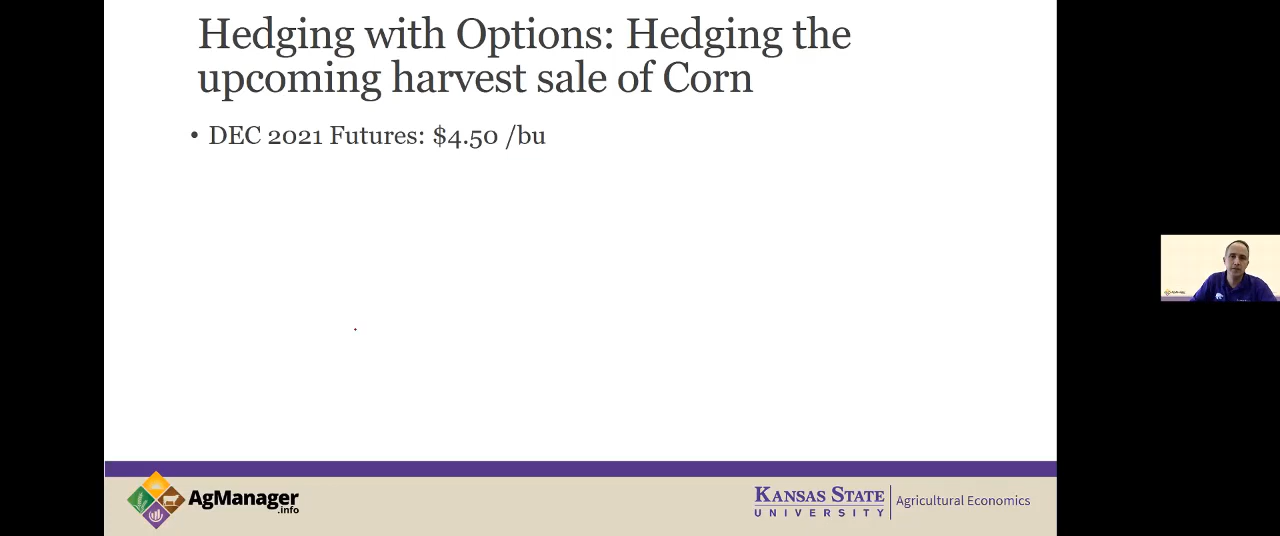 Hedging with Options: Hedging the
upcoming harvest sale of Corn
• DEC 2021 Futures: $4.50 /bu
AgManager
.info
KANSAS STATE
UNIVERSITY
Agricultural Economics